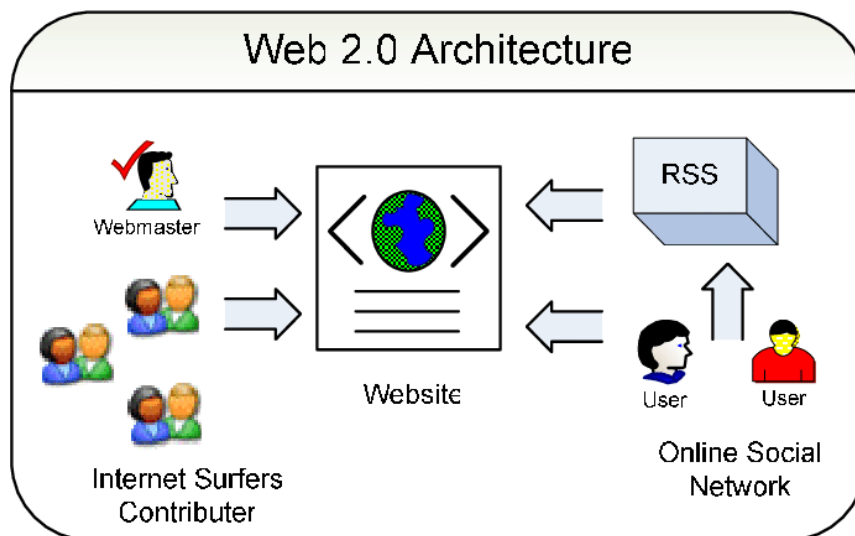 Web 2.0 Architecture
Webmaster
RSS
Website
User
User
Internet Surfers
Contributer
Online Social
Network